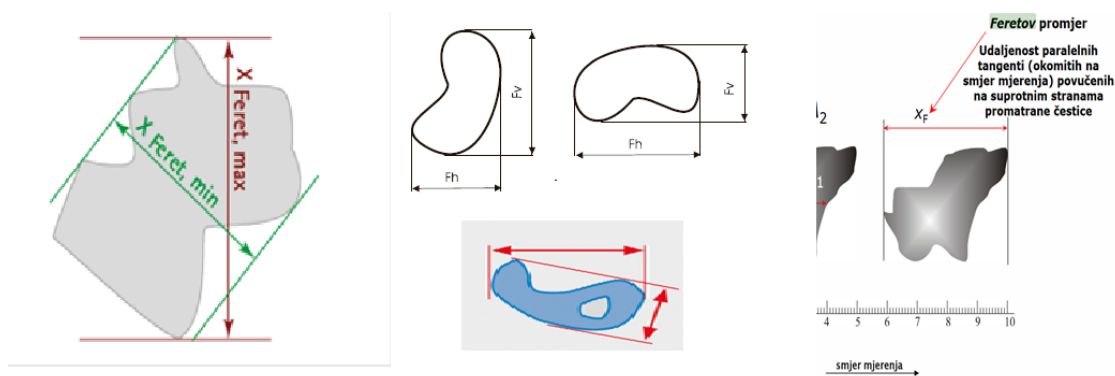 X Feret, max
X Feret, min
Fv
Fh
Fv
Fh
Feretov promjer
Udaljenost paralelnih
tangenti (okomitih na
smjer mjerenja) povučenih
na suprotnim stranama
promatrane čestice
2
xF
1
4 5 6 7 8 9 10
smjer mjerenja